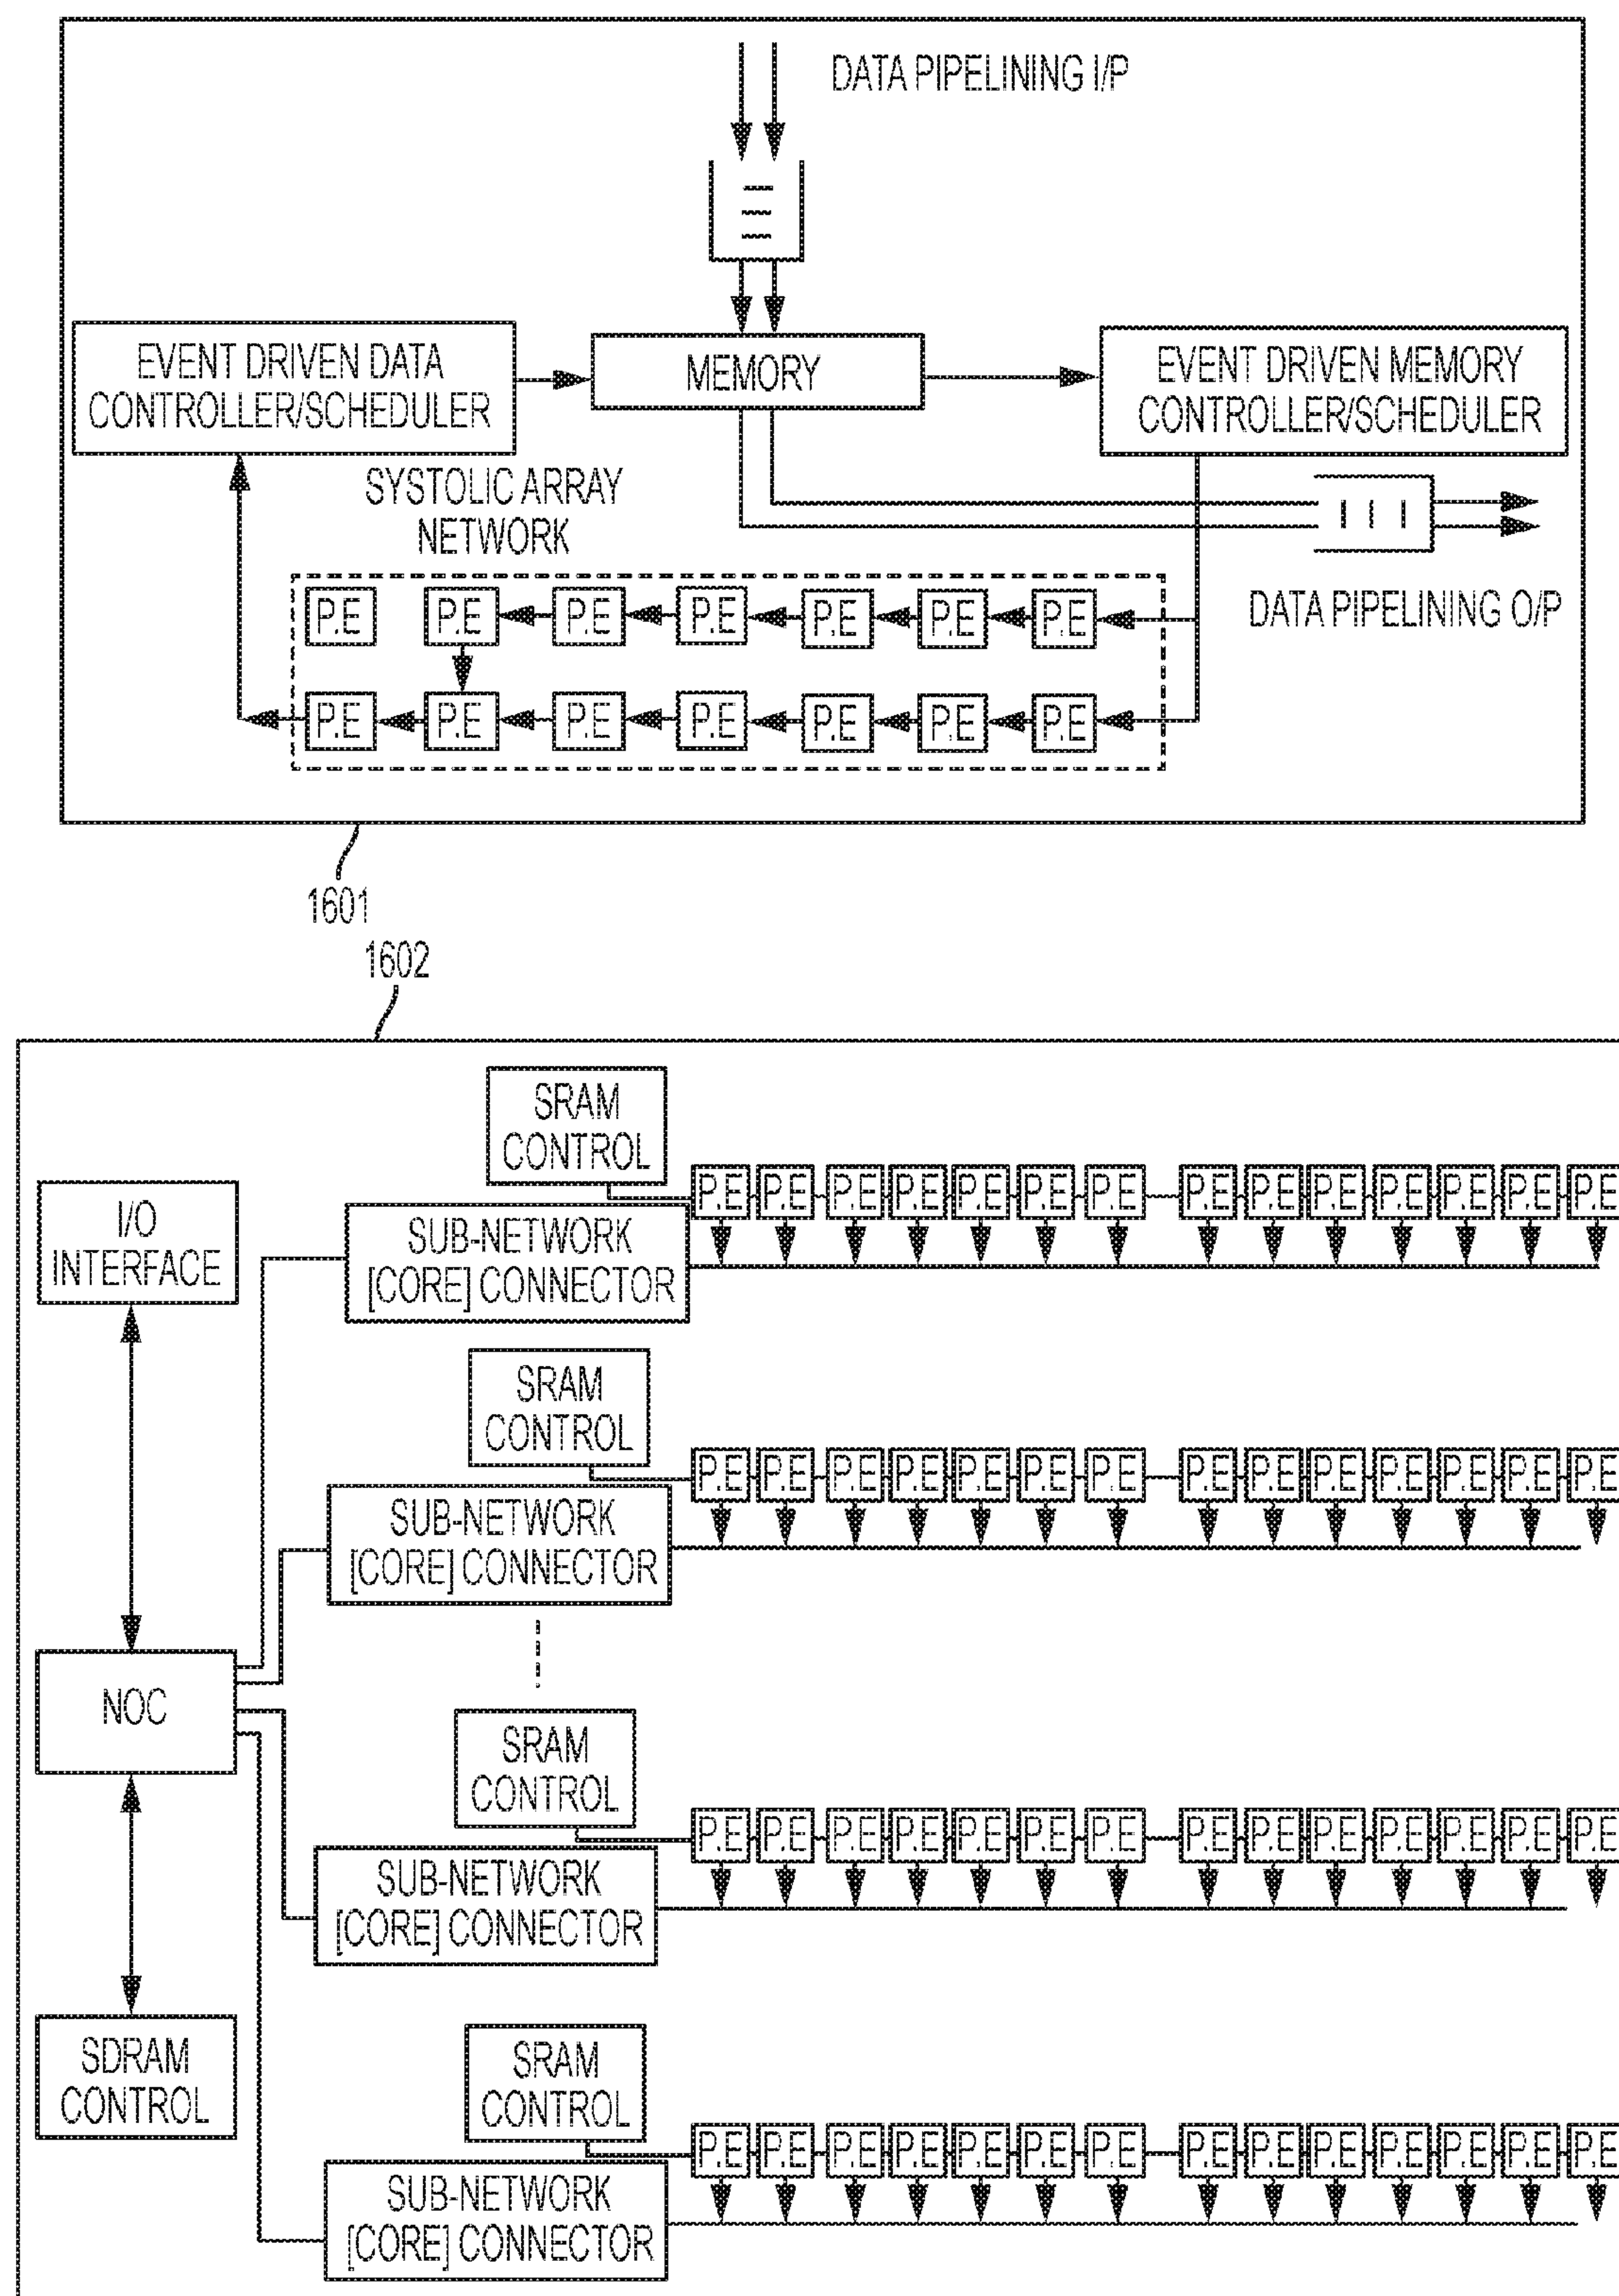 DATA PIPELINING I/P
EVENT DRIVEN DATA
CONTROLLER/SCHEDULER
MEMORY
EVENT DRIVEN MEMORY
CONTROLLER/SCHEDULER
SYSTOLIC ARRAY
NETWORK
DATA PIPELINING O/P
P.E P.E P.E P.E P.E P.E P.E
P.E P.E P.E P.E P.E P.E P.E
1601
1602
SRAM
CONTROL
P.E P.E P.E P.E P.E P.E P.E P.E P.E P.E P.E P.E P.E P.E
I/O
INTERFACE
SUB-NETWORK
[CORE] CONNECTOR
SRAM
CONTROL
P.E P.E P.E P.E P.E P.E P.E P.E P.E P.E P.E P.E P.E P.E
SUB-NETWORK
[CORE] CONNECTOR
NOC
SRAM
CONTROL
P.E P.E P.E P.E P.E P.E P.E P.E P.E P.E P.E P.E P.E P.E
SUB-NETWORK
[CORE] CONNECTOR
SDRAM
CONTROL
SRAM
CONTROL
P.E P.E P.E P.E P.E P.E P.E P.E P.E P.E P.E P.E P.E P.E
SUB-NETWORK
[CORE] CONNECTOR